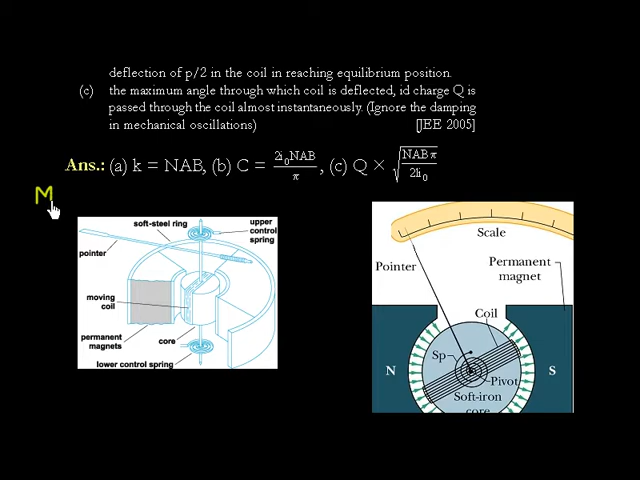 deflection of p/2 in the coil in reaching equilibrium position.
(c) the maximum angle through which coil is deflected, id charge Q is
passed through the coil almost instantaneously. (Ignore the damping
in mechanical oscillations) [JEE 2005]
Ans.: (a) k = NAB, (b) C = 2i₀NAB/π, (c) Q × √(NABπ/2Ii₀)
M
soft-steel ring
upper
control
spring
pointer
moving
coil
permanent
magnets
core
lower control spring
Scale
Pointer
Permanent
magnet
Coil
Sp
N
S
Pivot
Soft-iron
core